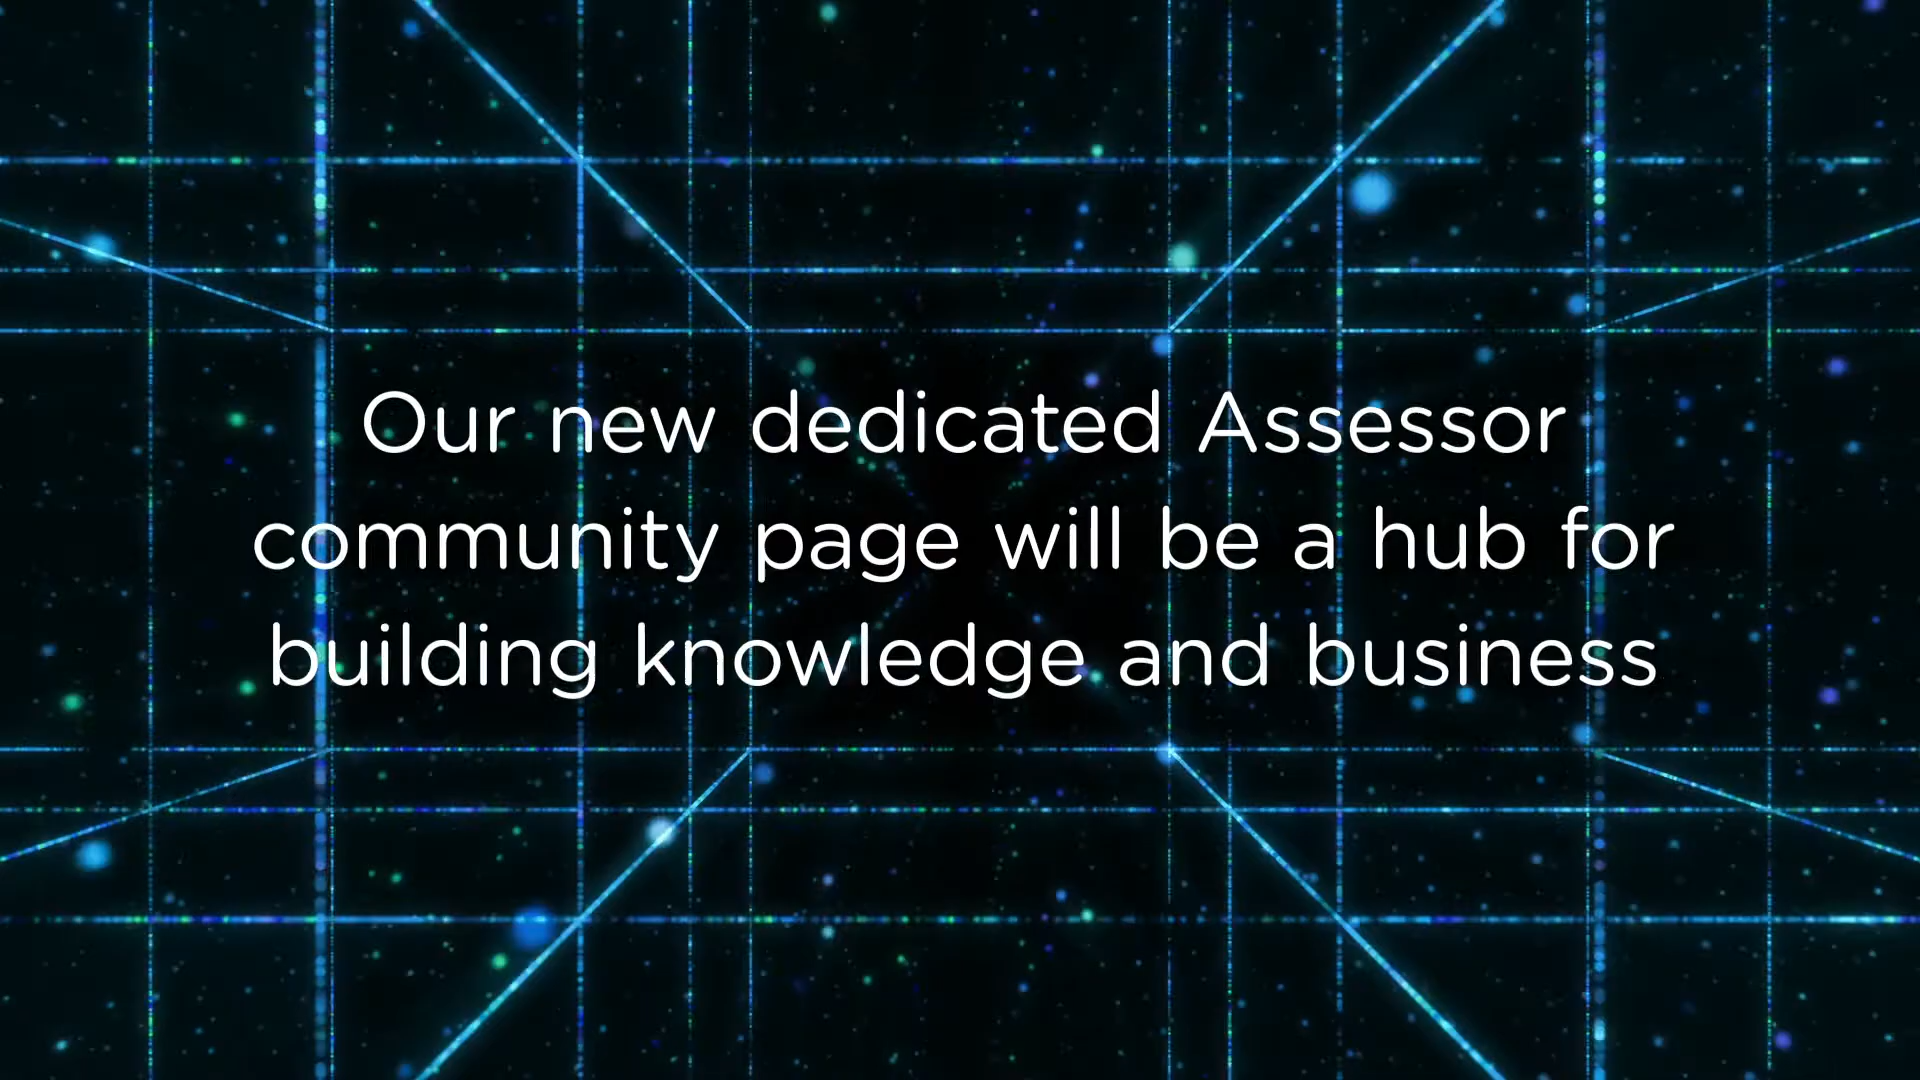 Our new dedicated Assessor
community page will be a hub for
building knowledge and business